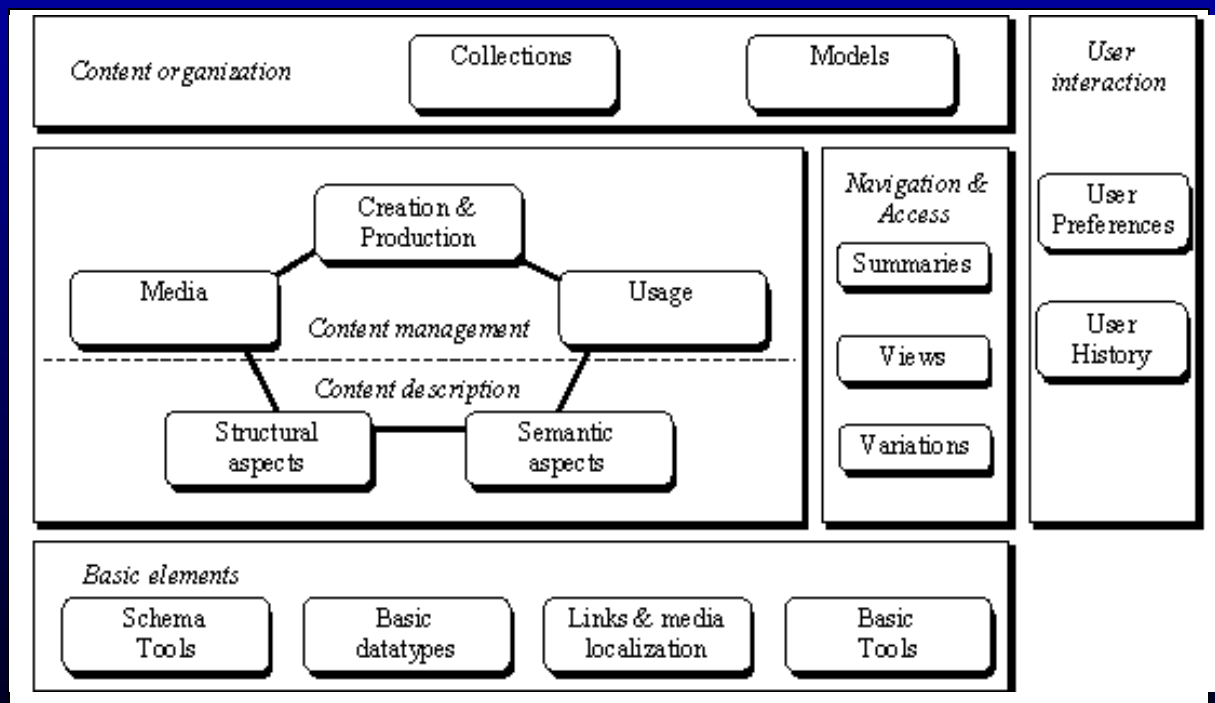 Content organization
Collections
Models
User
interaction
Creation &
Production
Media
Usage
Content management
Content description
Structural
aspects
Semantic
aspects
Navigation &
Access
Summaries
Views
Variations
User
Preferences
User
History
Basic elements
Schema
Tools
Basic
datatypes
Links & media
localization
Basic
Tools